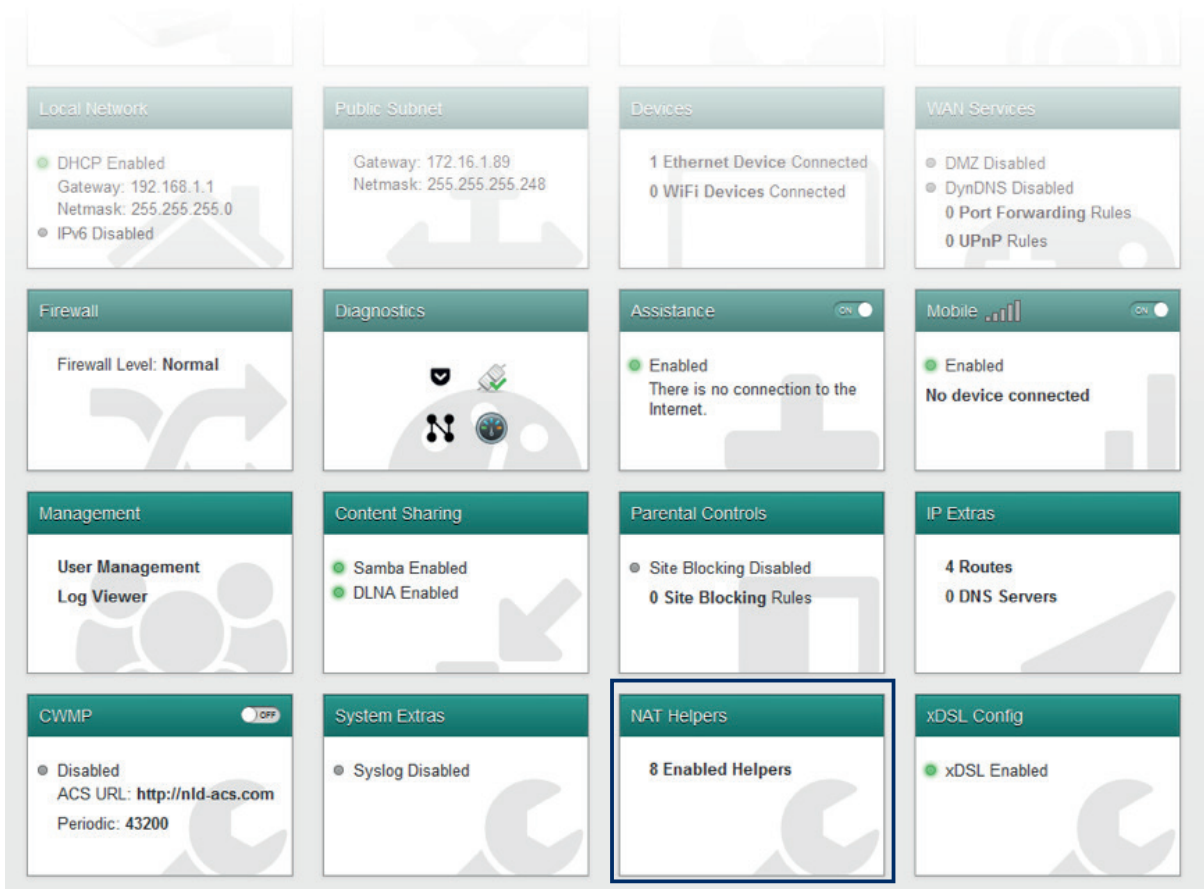 Local Network
DHCP Enabled
Gateway: 192.168.1.1
Netmask: 255.255.255.0
IPv6 Disabled
Public Subnet
Gateway: 172.16.1.89
Netmask: 255.255.255.248
Devices
1 Ethernet Device Connected
0 WiFi Devices Connected
WAN Services
DMZ Disabled
DynDNS Disabled
0 Port Forwarding Rules
0 UPnP Rules
Firewall
Firewall Level: Normal
Diagnostics
Assistance ON
Enabled
There is no connection to the
Internet.
Mobile ON
Enabled
No device connected
Management
User Management
Log Viewer
Content Sharing
Samba Enabled
DLNA Enabled
Parental Controls
Site Blocking Disabled
0 Site Blocking Rules
IP Extras
4 Routes
0 DNS Servers
CWMP OFF
Disabled
ACS URL: http://nld-acs.com
Periodic: 43200
System Extras
Syslog Disabled
NAT Helpers
8 Enabled Helpers
xDSL Config
xDSL Enabled